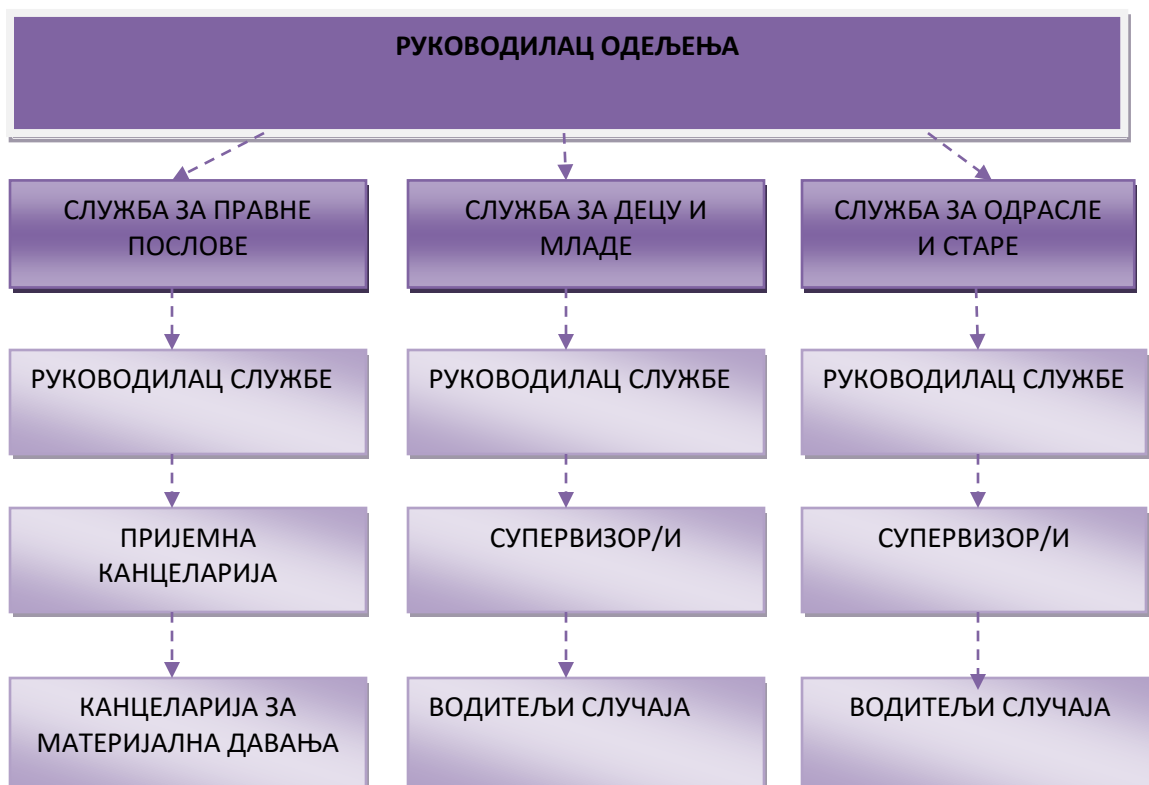 РУКОВОДИЛАЦ ОДЕЉЕЊА
СЛУЖБА ЗА ПРАВНЕ
ПОСЛОВЕ
СЛУЖБА ЗА ДЕЦУ И
МЛАДЕ
СЛУЖБА ЗА ОДРАСЛЕ
И СТАРЕ
РУКОВОДИЛАЦ СЛУЖБЕ
РУКОВОДИЛАЦ СЛУЖБЕ
РУКОВОДИЛАЦ СЛУЖБЕ
ПРИЈЕМНА
КАНЦЕЛАРИЈА
СУПЕРВИЗОР/И
СУПЕРВИЗОР/И
КАНЦЕЛАРИЈА ЗА
МАТЕРИЈАЛНА ДАВАЊА
ВОДИТЕЉИ СЛУЧАЈА
ВОДИТЕЉИ СЛУЧАЈА